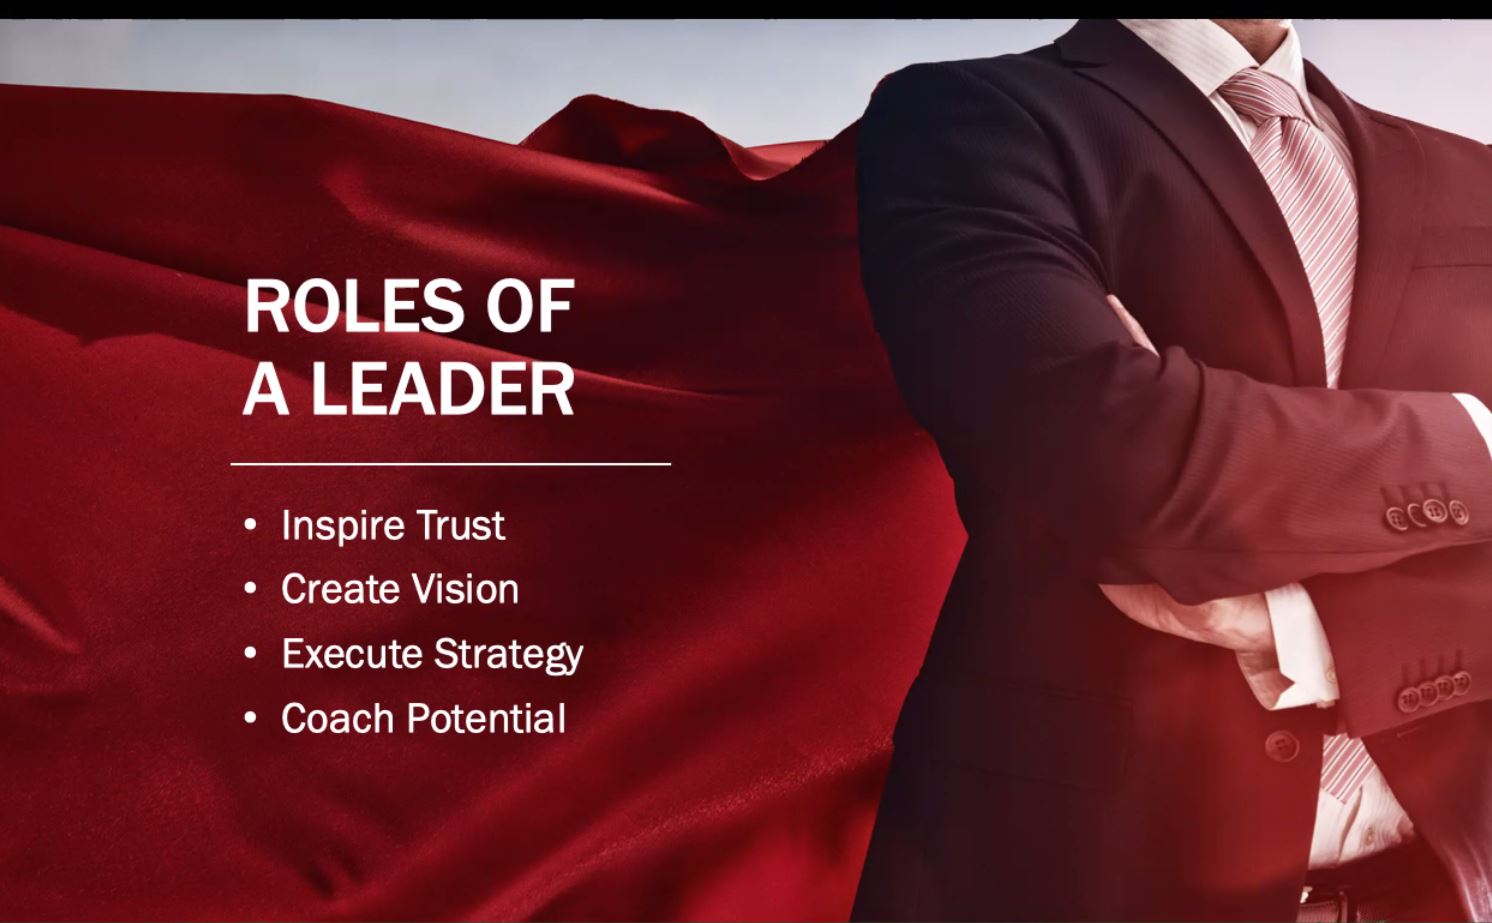 ROLES OF
A LEADER
• Inspire Trust
• Create Vision
• Execute Strategy
• Coach Potential